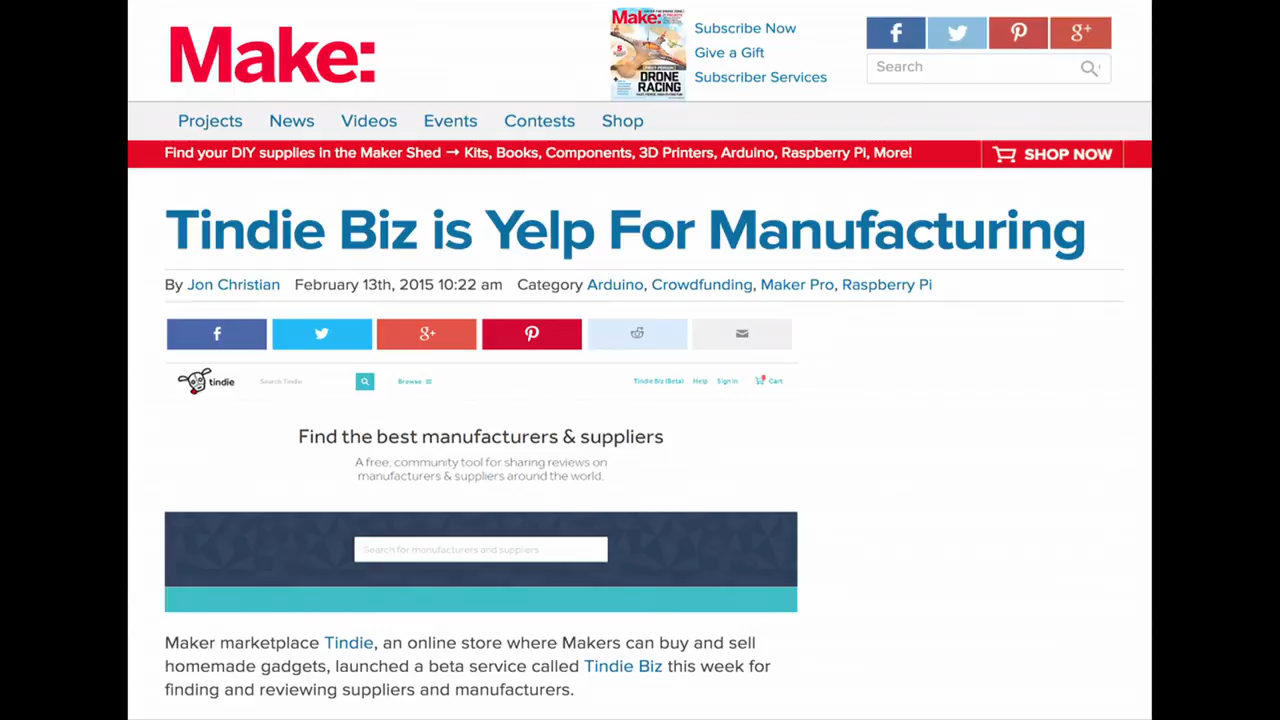 Make:
Make:
DRONE
RACING
Subscribe Now
Give a Gift
Subscriber Services
Search
Projects News Videos Events Contests Shop
Find your DIY supplies in the Maker Shed → Kits, Books, Components, 3D Printers, Arduino, Raspberry Pi, More!
SHOP NOW
Tindie Biz is Yelp For Manufacturing
By Jon Christian February 13th, 2015 10:22 am Category Arduino, Crowdfunding, Maker Pro, Raspberry Pi
tindie Search Tindie Browse Tindie Biz (Beta) Help Sign In Cart
Find the best manufacturers & suppliers
A free, community tool for sharing reviews on
manufacturers & suppliers around the world.
Search for manufacturers and suppliers
Maker marketplace Tindie, an online store where Makers can buy and sell
homemade gadgets, launched a beta service called Tindie Biz this week for
finding and reviewing suppliers and manufacturers.